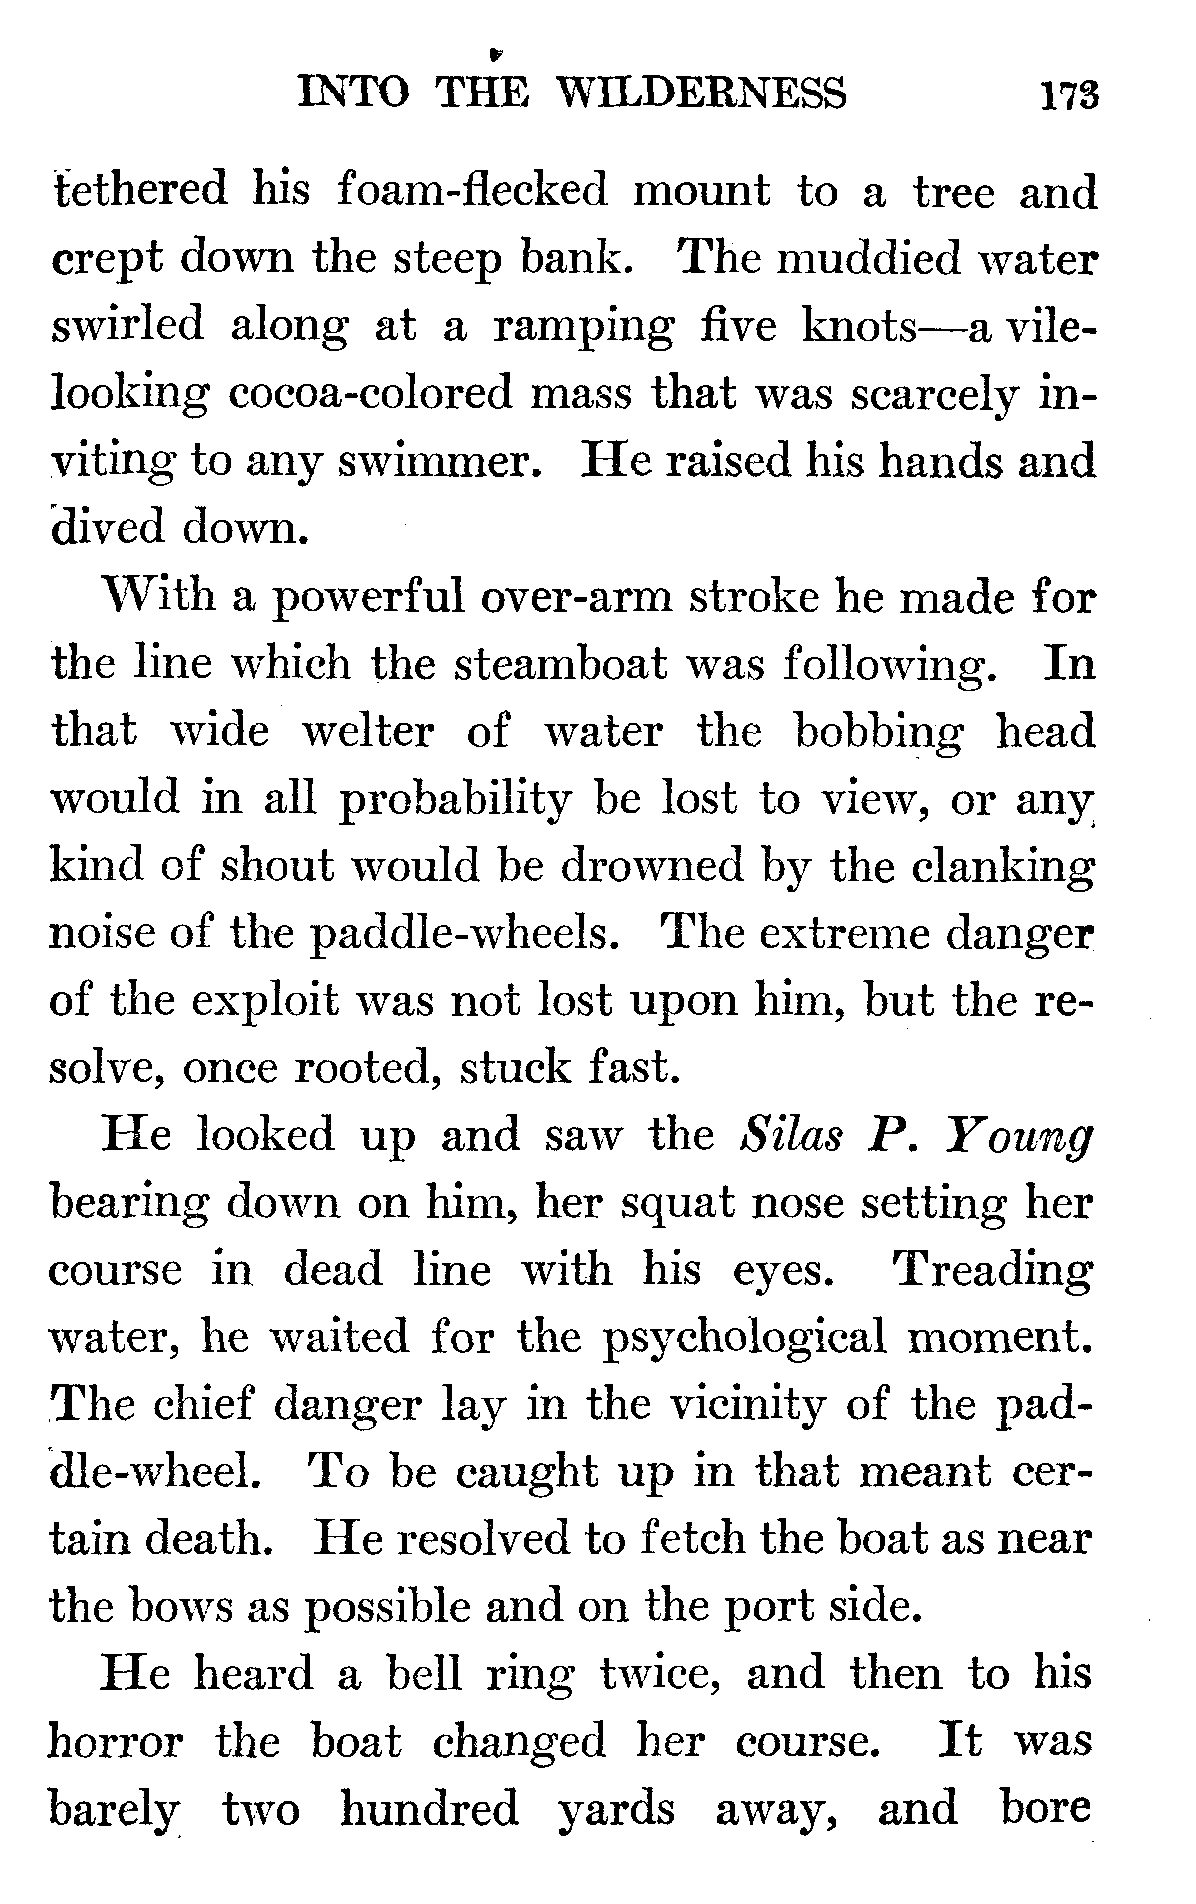 INTO THE WILDERNESS 173
tethered his foam-flecked mount to a tree and
crept down the steep bank. The muddied water
swirled along at a ramping five knots—a vile-
looking cocoa-colored mass that was scarcely in-
viting to any swimmer. He raised his hands and
dived down.
With a powerful over-arm stroke he made for
the line which the steamboat was following. In
that wide welter of water the bobbing head
would in all probability be lost to view, or any
kind of shout would be drowned by the clanking
noise of the paddle-wheels. The extreme danger
of the exploit was not lost upon him, but the re-
solve, once rooted, stuck fast.
He looked up and saw the Silas P. Young
bearing down on him, her squat nose setting her
course in dead line with his eyes. Treading
water, he waited for the psychological moment.
The chief danger lay in the vicinity of the pad-
dle-wheel. To be caught up in that meant cer-
tain death. He resolved to fetch the boat as near
the bows as possible and on the port side.
He heard a bell ring twice, and then to his
horror the boat changed her course. It was
barely two hundred yards away, and bore